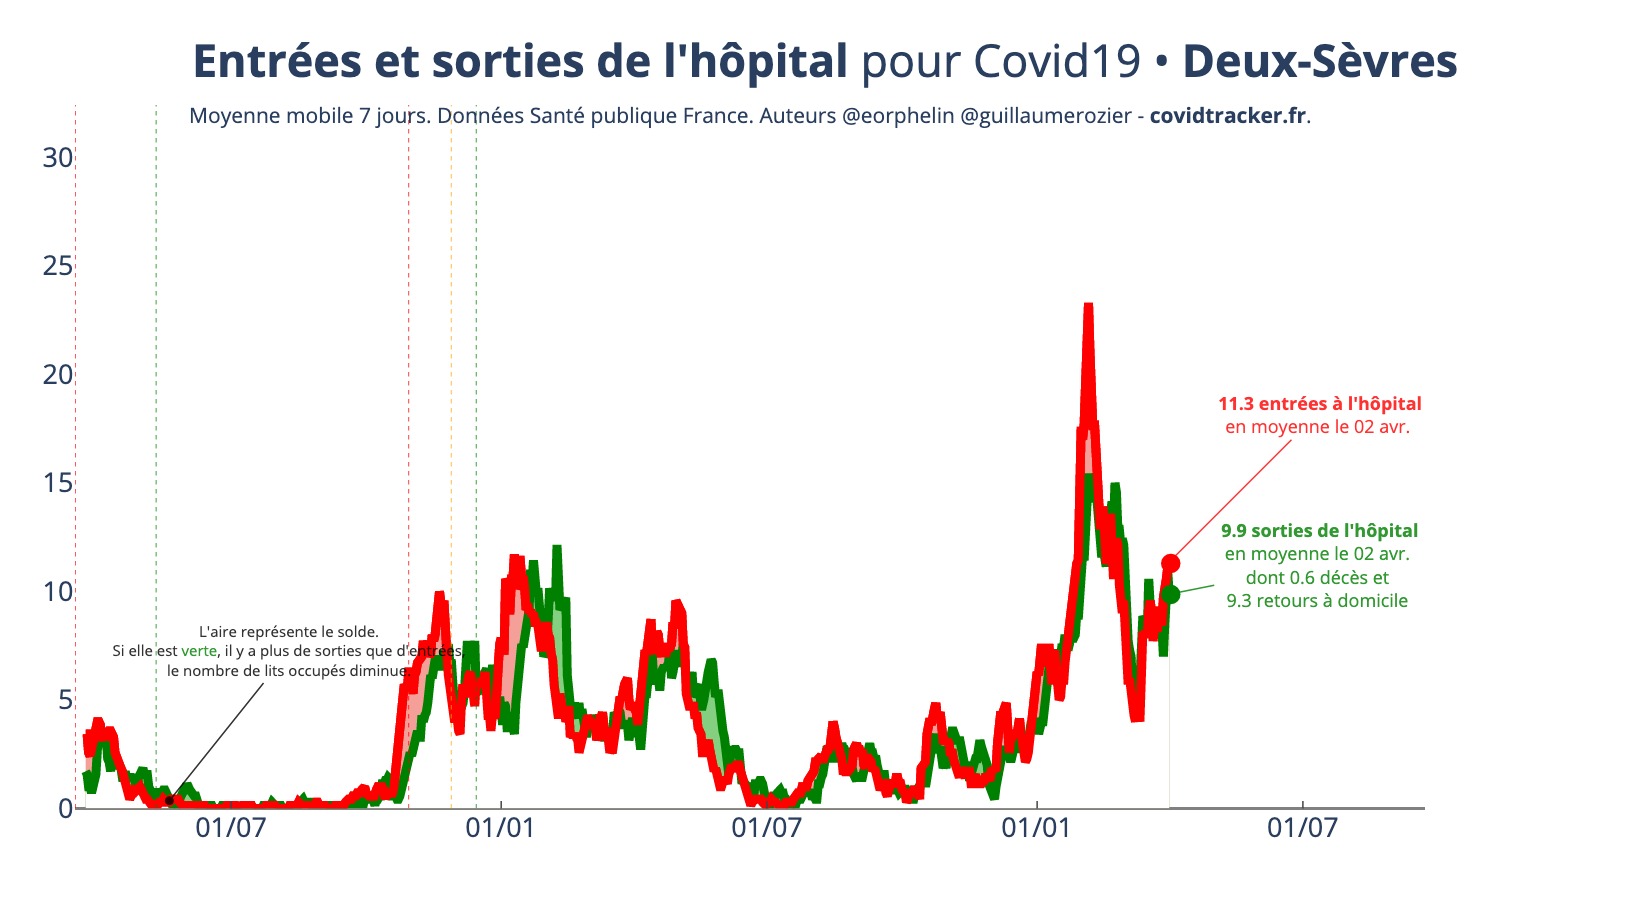 Entrées et sorties de l'hôpital pour Covid19 • Deux-Sèvres
Moyenne mobile 7 jours. Données Santé publique France. Auteurs @eorphelin @guillaumerozier - covidtracker.fr.
30
25
20
15
10
5
0
11.3 entrées à l'hôpital
en moyenne le 02 avr.
9.9 sorties de l'hôpital
en moyenne le 02 avr.
dont 0.6 décès et
9.3 retours à domicile
L'aire représente le solde.
Si elle est verte, il y a plus de sorties que d'entrées,
le nombre de lits occupés diminue.
01/07
01/01
01/07
01/01
01/07